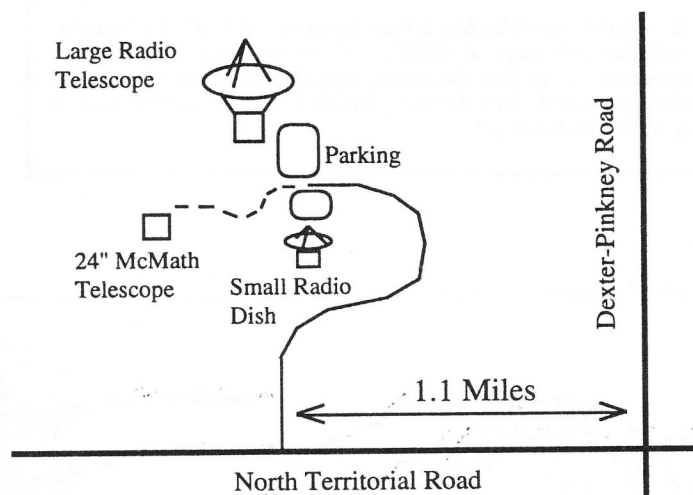 Large Radio
Telescope
Parking
24" McMath
Telescope
Small Radio
Dish
Dexter-Pinkney Road
1.1 Miles
North Territorial Road